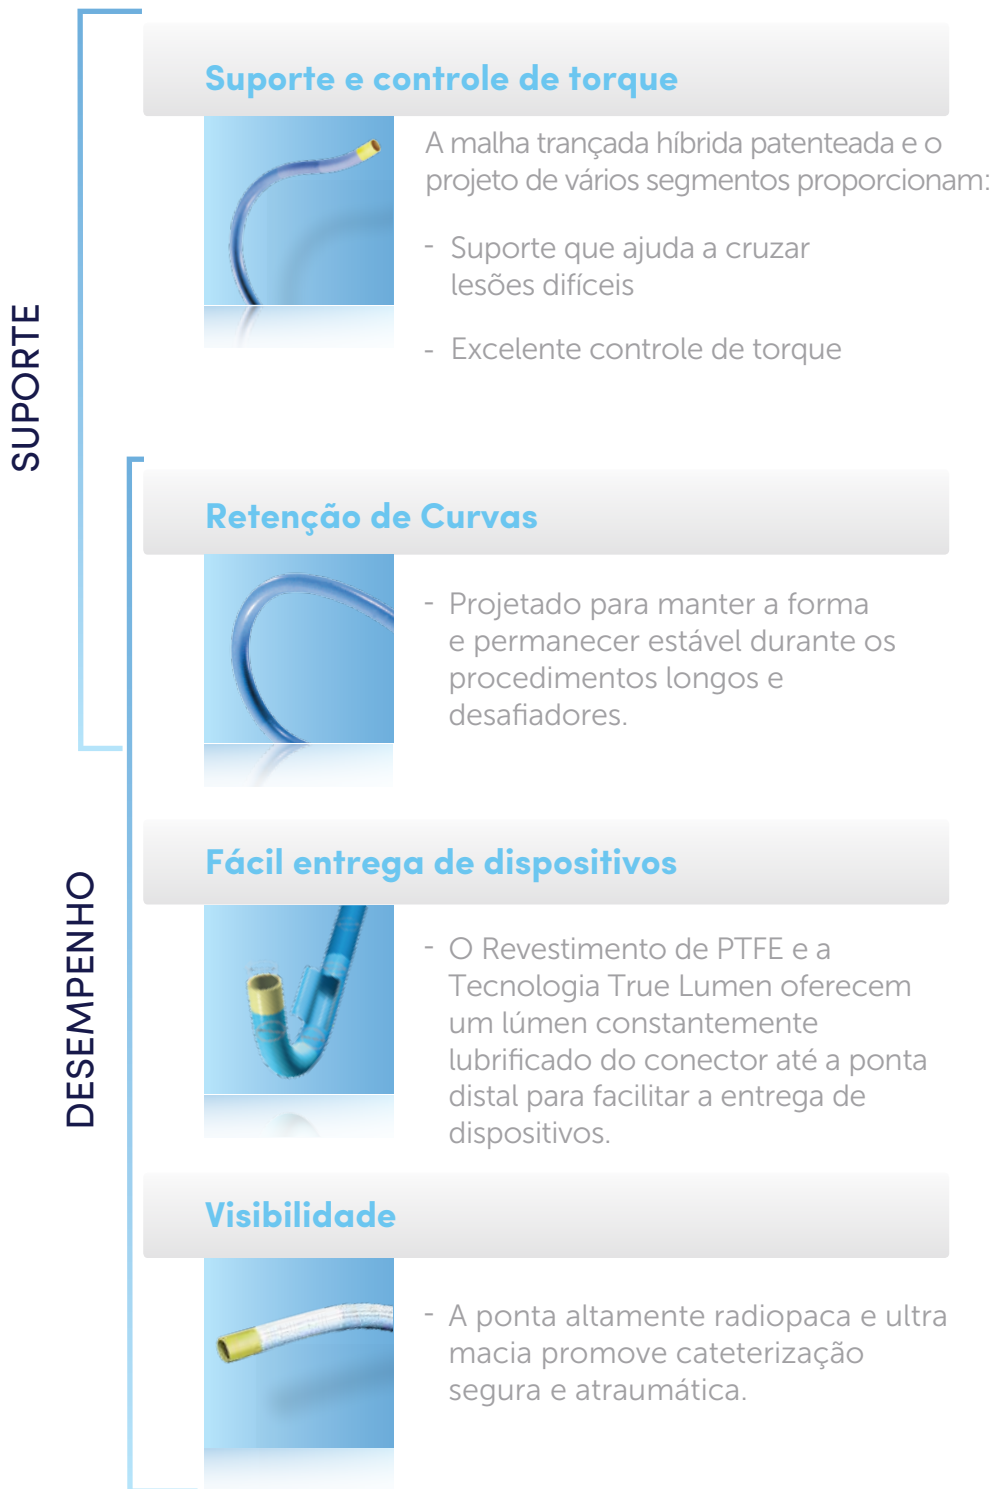 SUPORTE
Suporte e controle de torque
A malha trançada híbrida patenteada e o
projeto de vários segmentos proporcionam:
- Suporte que ajuda a cruzar
lesões difíceis
- Excelente controle de torque
Retenção de Curvas
- Projetado para manter a forma
e permanecer estável durante os
procedimentos longos e
desafiadores.
DESEMPENHO
Fácil entrega de dispositivos
- O Revestimento de PTFE e a
Tecnologia True Lumen oferecem
um lúmen constantemente
lubrificado do conector até a ponta
distal para facilitar a entrega de
dispositivos.
Visibilidade
- A ponta altamente radiopaca e ultra
macia promove cateterização
segura e atraumática.